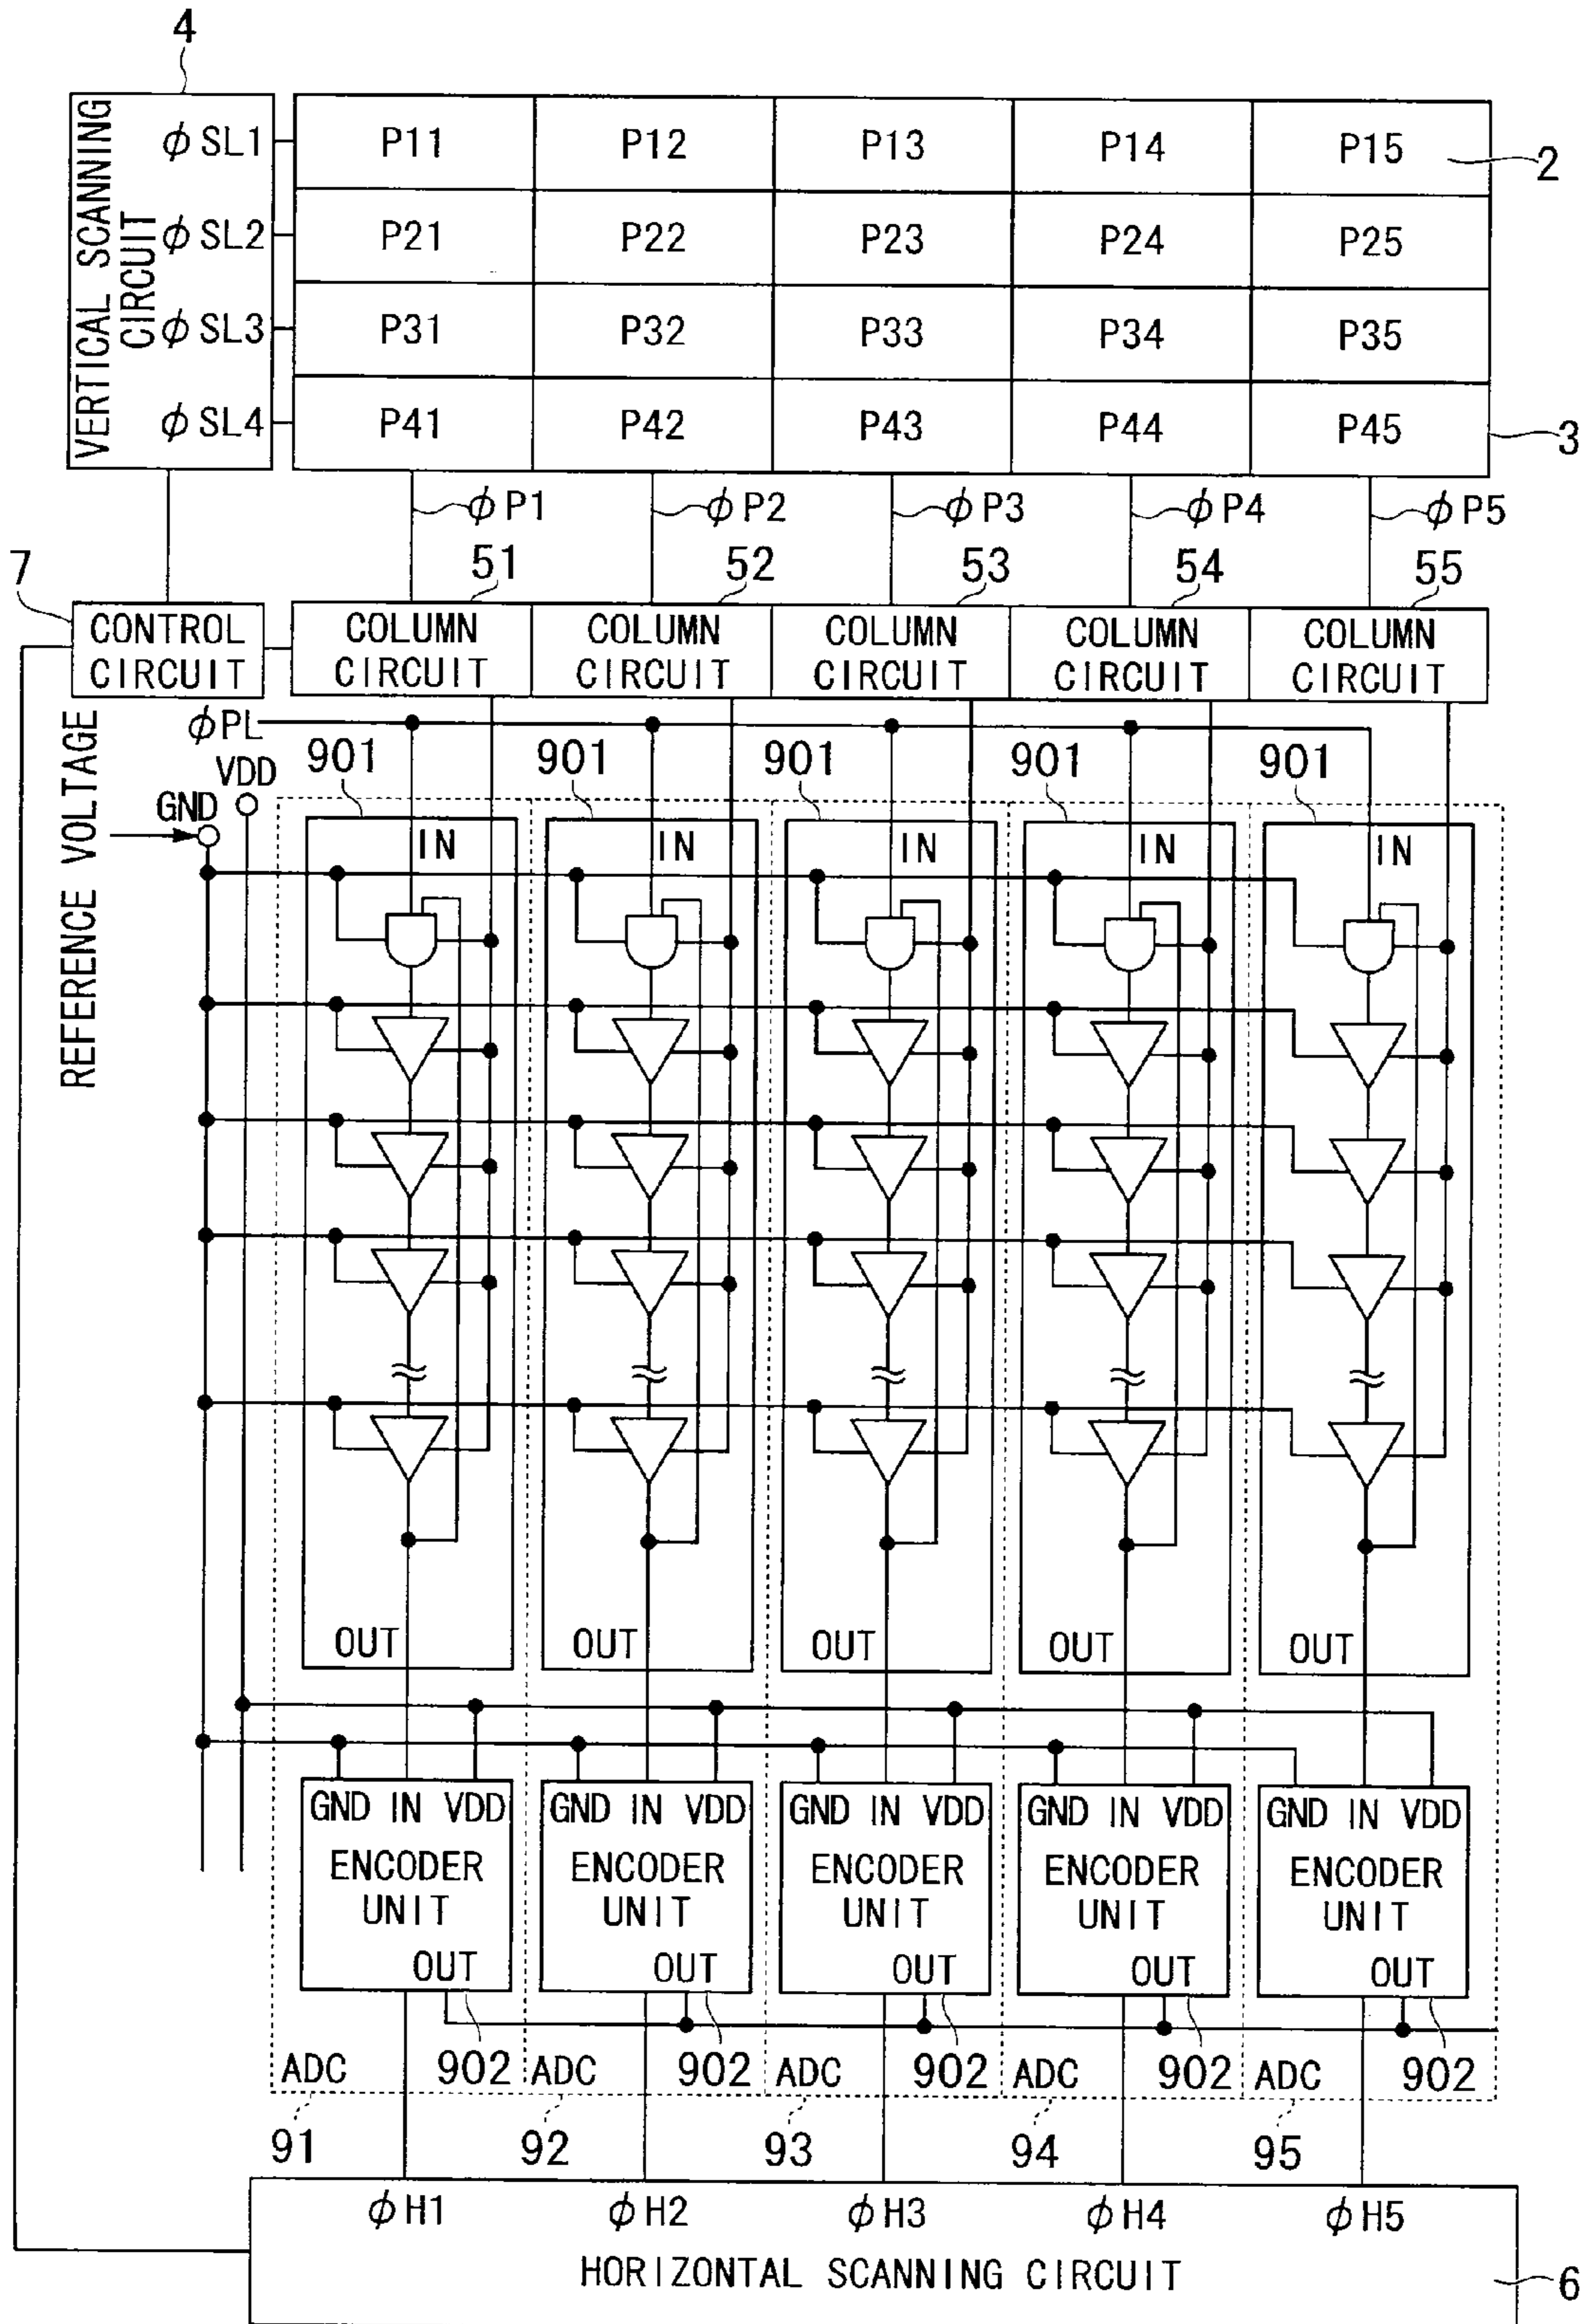 4
VERTICAL SCANNING
CIRCUIT
φSL1
P11 P12 P13 P14 P15
2
φSL2
P21 P22 P23 P24 P25
φSL3
P31 P32 P33 P34 P35
φSL4
P41 P42 P43 P44 P45
3
φP1 φP2 φP3 φP4 φP5
7
51 52 53 54 55
CONTROL
CIRCUIT
COLUMN
CIRCUIT
COLUMN
CIRCUIT
COLUMN
CIRCUIT
COLUMN
CIRCUIT
COLUMN
CIRCUIT
φPL
REFERENCE VOLTAGE
VDD
GND
901 901 901 901 901
IN IN IN IN IN
OUT OUT OUT OUT OUT
GND IN VDD
ENCODER
UNIT
OUT
GND IN VDD
ENCODER
UNIT
OUT
GND IN VDD
ENCODER
UNIT
OUT
GND IN VDD
ENCODER
UNIT
OUT
GND IN VDD
ENCODER
UNIT
OUT
ADC 902 ADC 902 ADC 902 ADC 902 ADC 902
91 92 93 94 95
φH1 φH2 φH3 φH4 φH5
HORIZONTAL SCANNING CIRCUIT
6